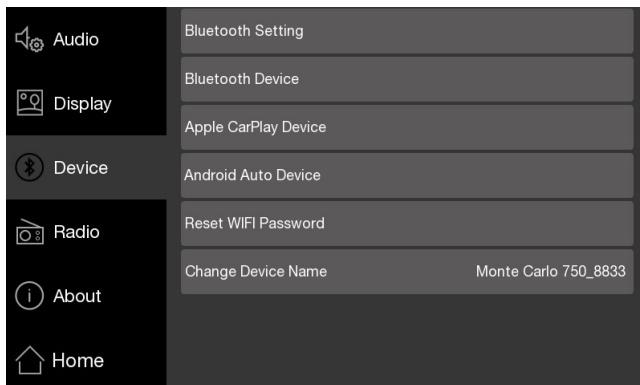 Audio
Display
Device
Radio
About
Home
Bluetooth Setting
Bluetooth Device
Apple CarPlay Device
Android Auto Device
Reset WIFI Password
Change Device Name Monte Carlo 750_8833